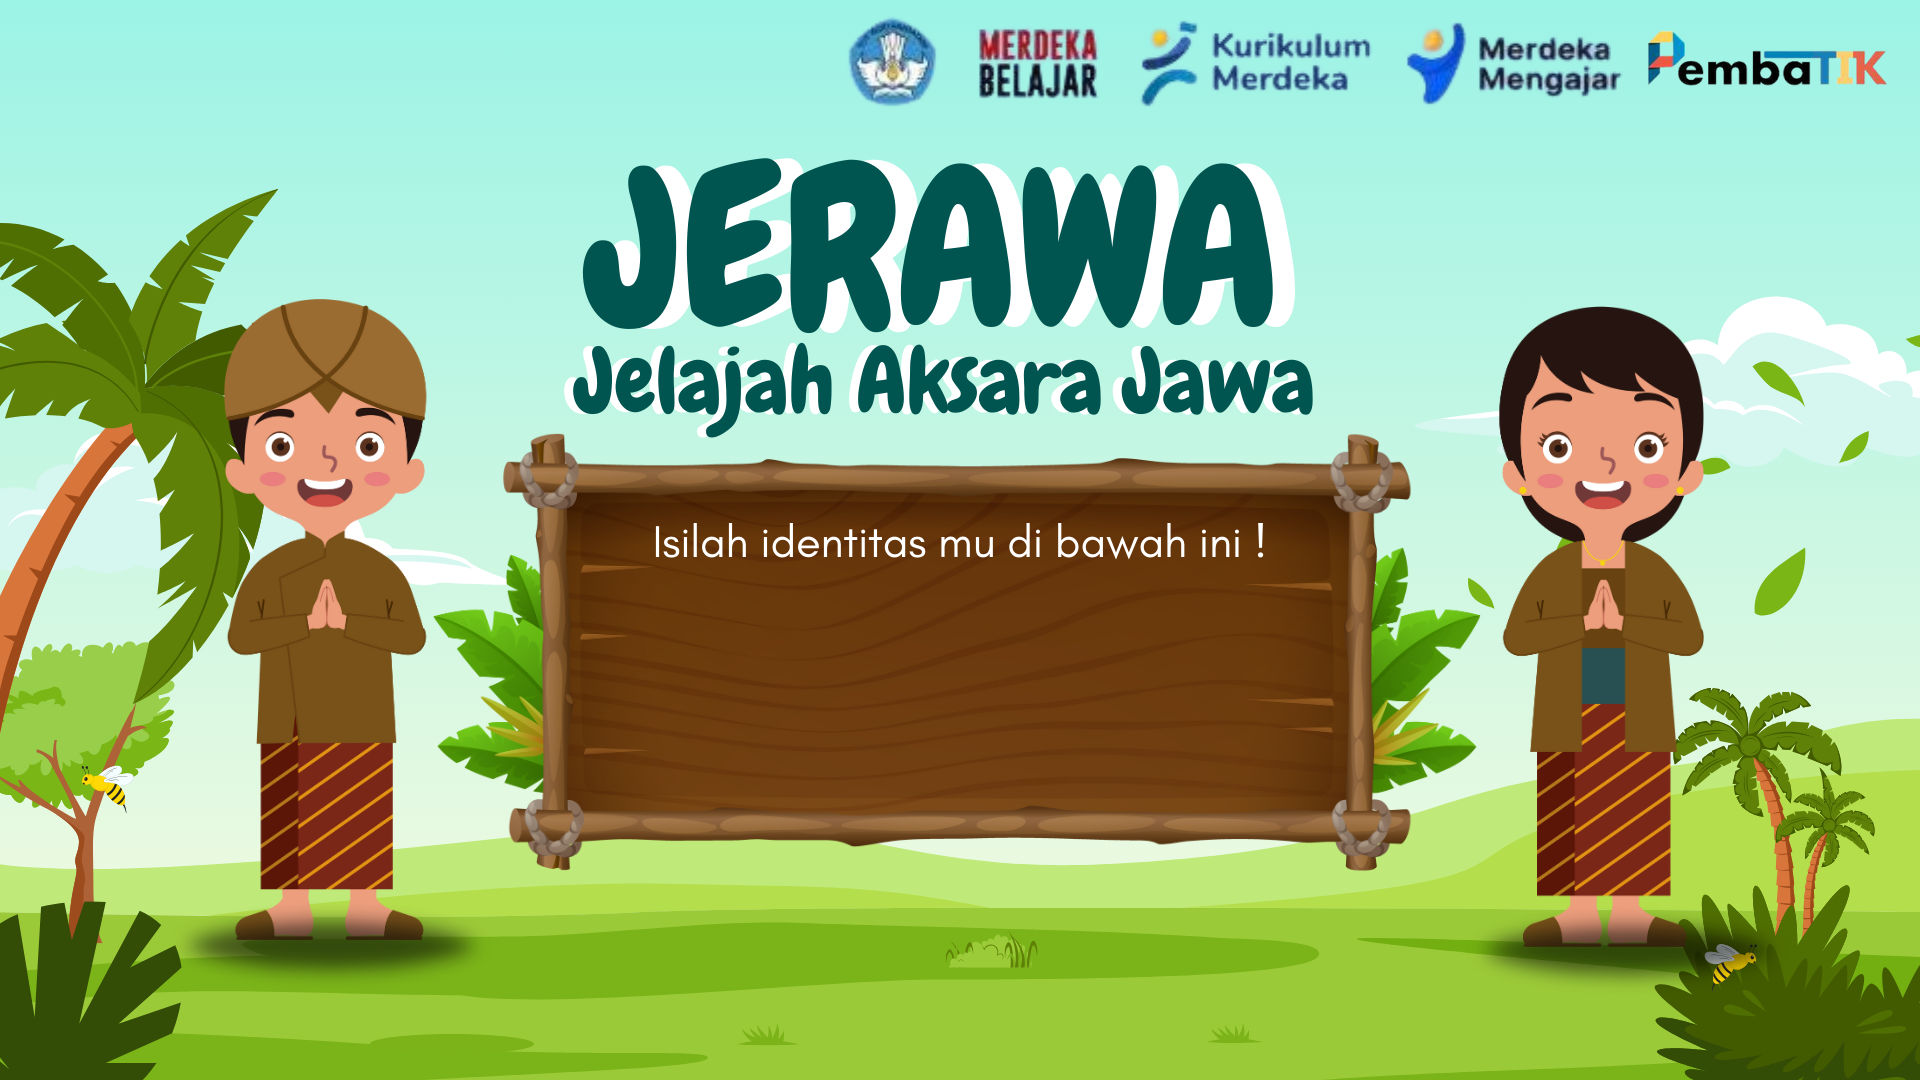 MERDEKA
BELAJAR
Kurikulum
Merdeka
Merdeka
Mengajar
PembaTIK
JERAWA
Jelajah Aksara Jawa
Isilah identitas mu di bawah ini !